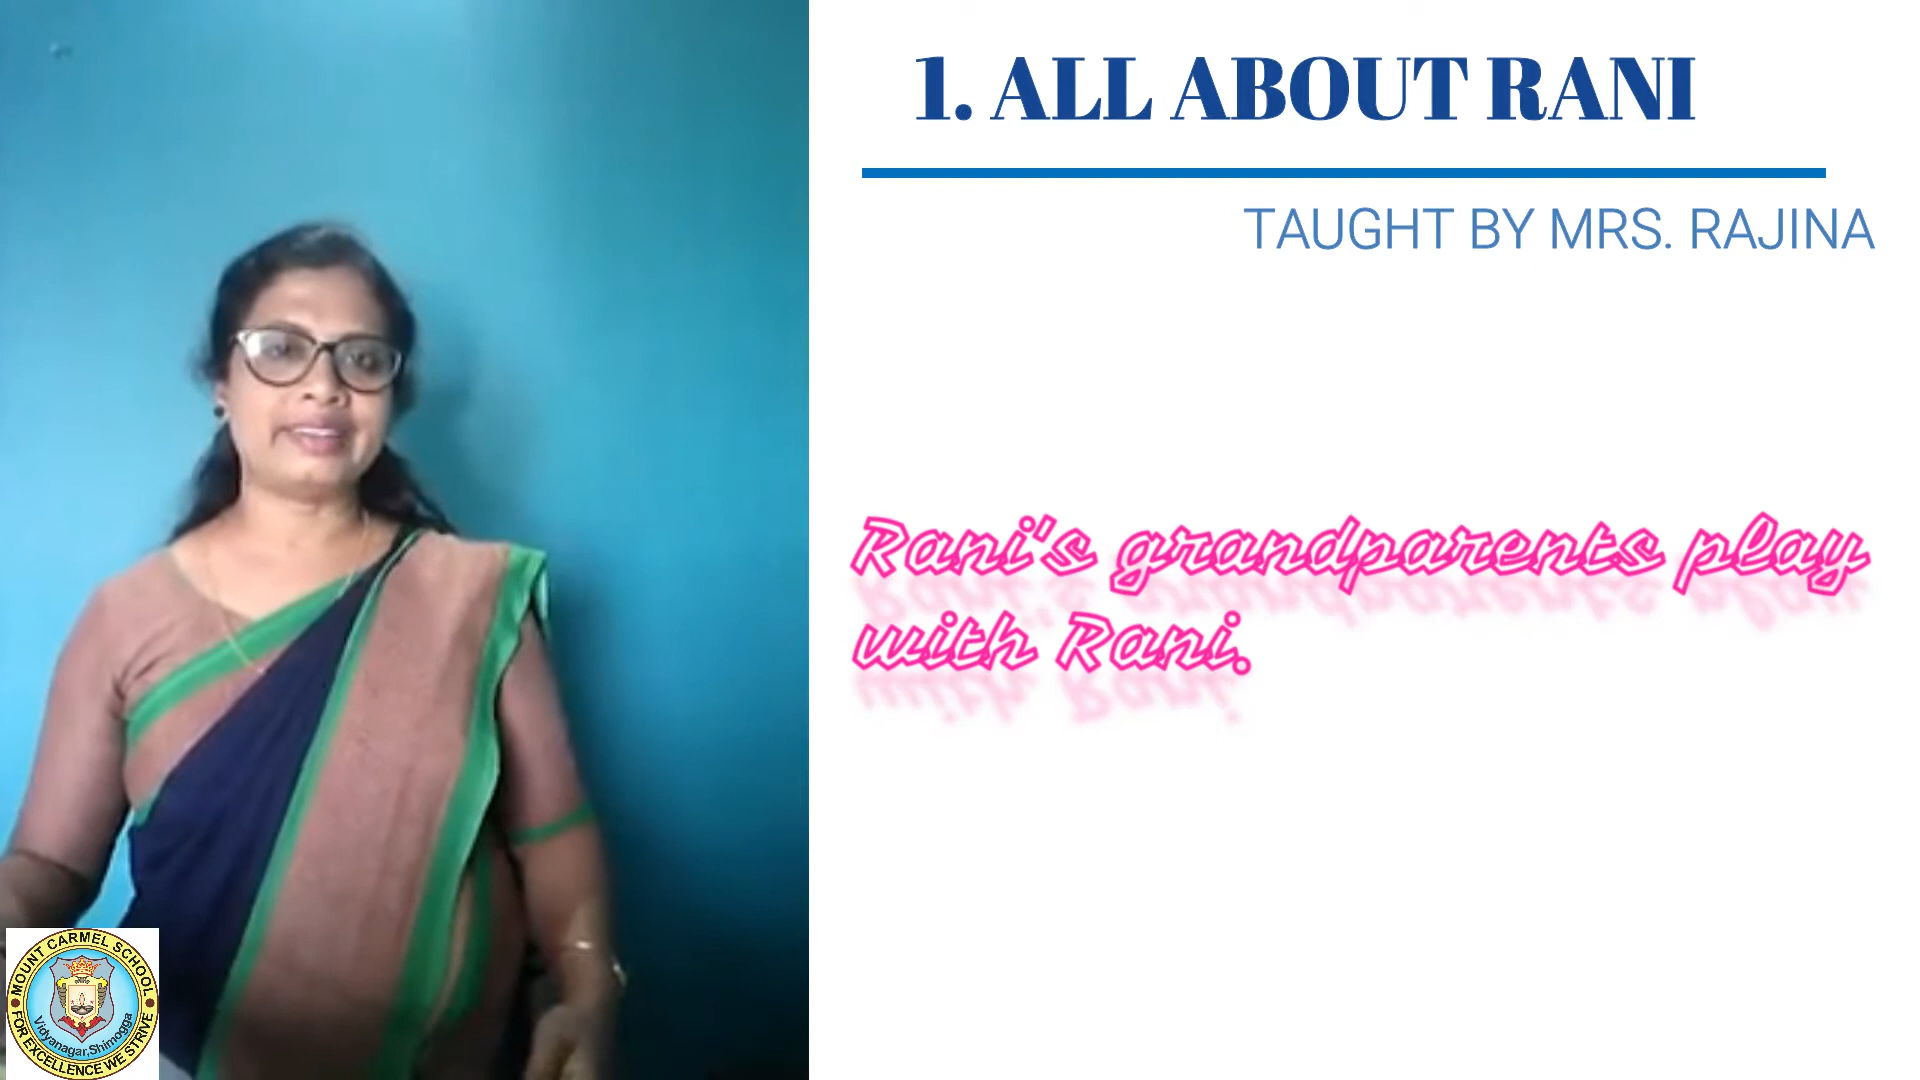 1. ALL ABOUT RANI
TAUGHT BY MRS. RAJINA
Rani's grandparents play
with Rani.
MOUNT CARMEL SCHOOL
Vidyanagar,Shimogga
FOR EXCELLENCE WE STRIVE